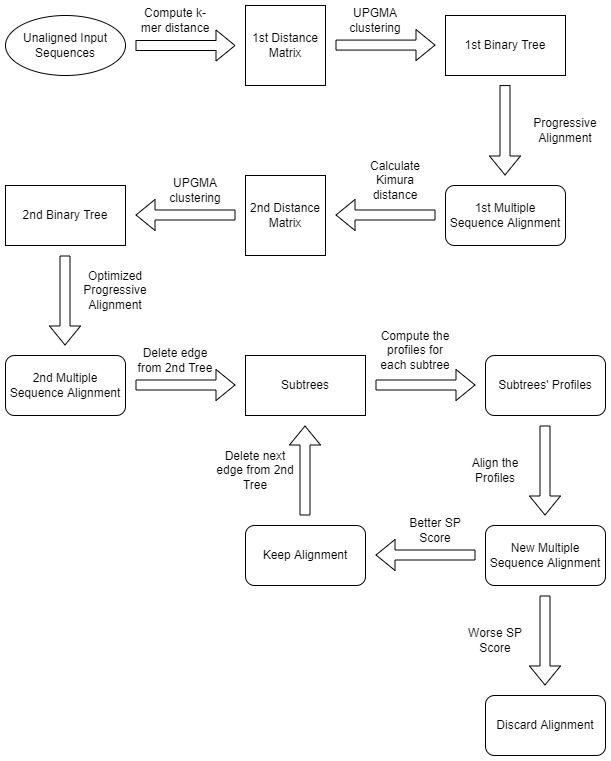 Compute k-
mer distance
UPGMA
clustering
Unaligned Input
Sequences
1st Distance
Matrix
1st Binary Tree
Progressive
Alignment
Calculate
Kimura
distance
UPGMA
clustering
2nd Binary Tree
2nd Distance
Matrix
1st Multiple
Sequence Alignment
Optimized
Progressive
Alignment
Delete edge
from 2nd Tree
Compute the
profiles for
each subtree
2nd Multiple
Sequence Alignment
Subtrees
Subtrees' Profiles
Delete next
edge from 2nd
Tree
Align the
Profiles
Better SP
Score
Keep Alignment
New Multiple
Sequence Alignment
Worse SP
Score
Discard Alignment